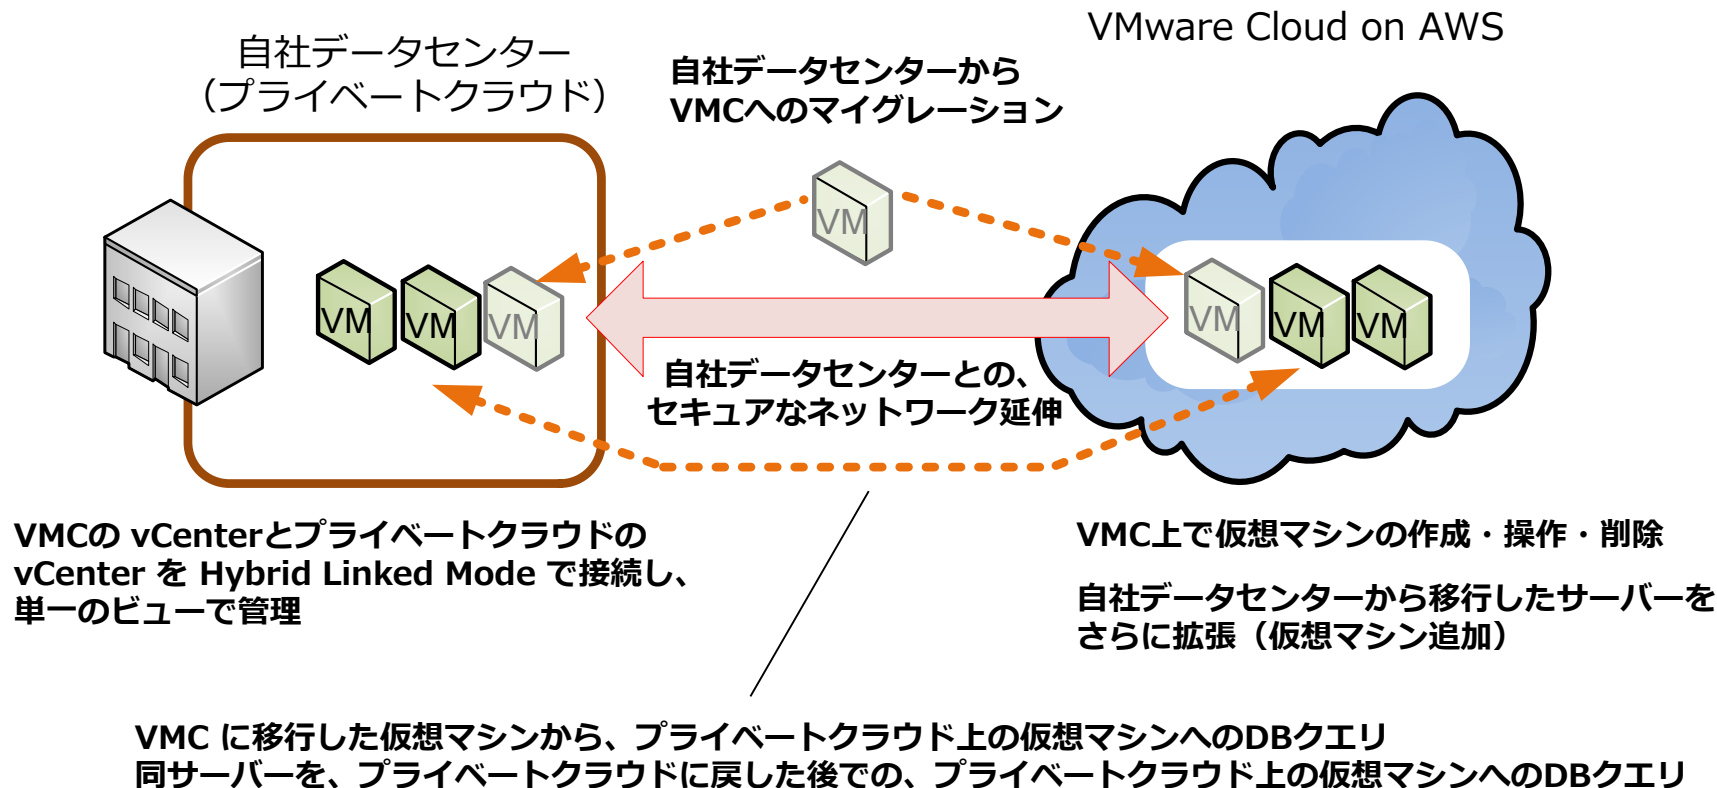 VMware Cloud on AWS
自社データセンター
（プライベートクラウド）
自社データセンターから
VMCへのマイグレーション
VM
VM
VM
VM
VM
VM
VM
自社データセンターとの、
セキュアなネットワーク延伸
VMCの vCenterとプライベートクラウドの
vCenter を Hybrid Linked Mode で接続し、
単一のビューで管理
VMC上で仮想マシンの作成・操作・削除
自社データセンターから移行したサーバーを
さらに拡張（仮想マシン追加）
VMC に移行した仮想マシンから、プライベートクラウド上の仮想マシンへのDBクエリ
同サーバーを、プライベートクラウドに戻した後での、プライベートクラウド上の仮想マシンへのDBクエリ